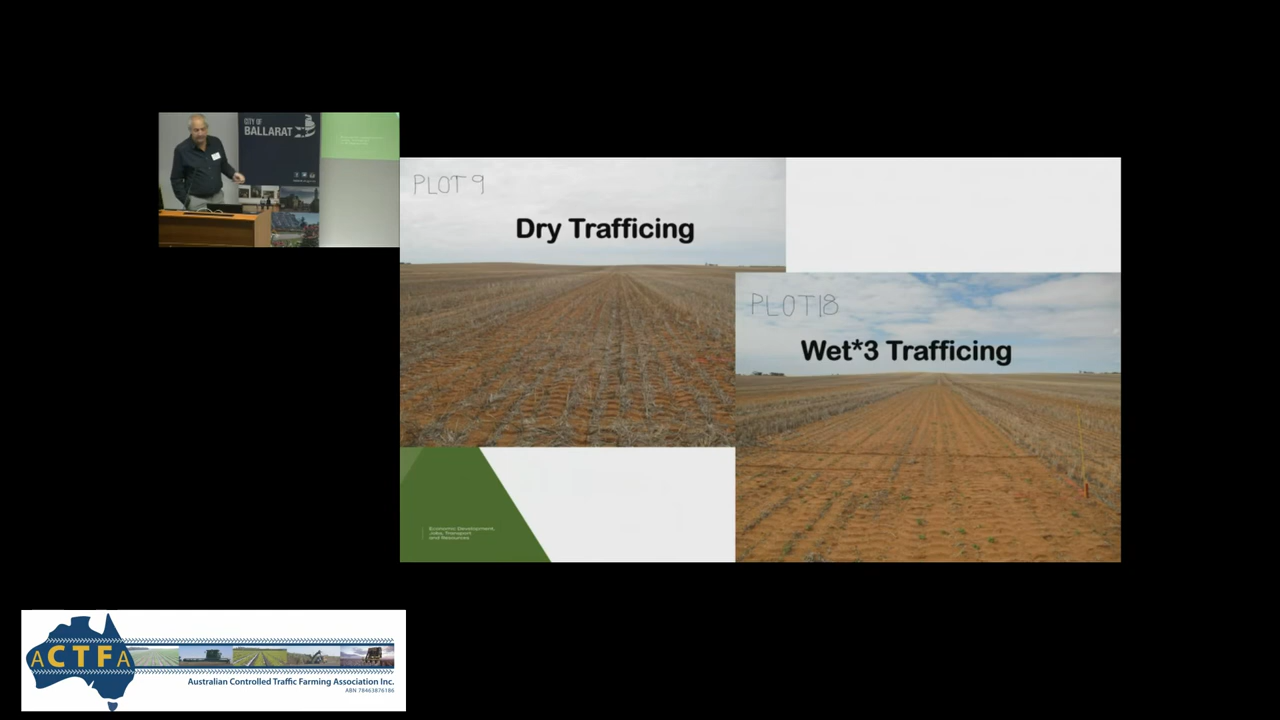 CITY OF
BALLARAT
PLOT 9
Dry Trafficing
PLOT 18
Wet*3 Trafficing
Economic Development,
Jobs, Transport
and Resources
ACTFA
Australian Controlled Traffic Farming Association Inc.
ABN 78463876186